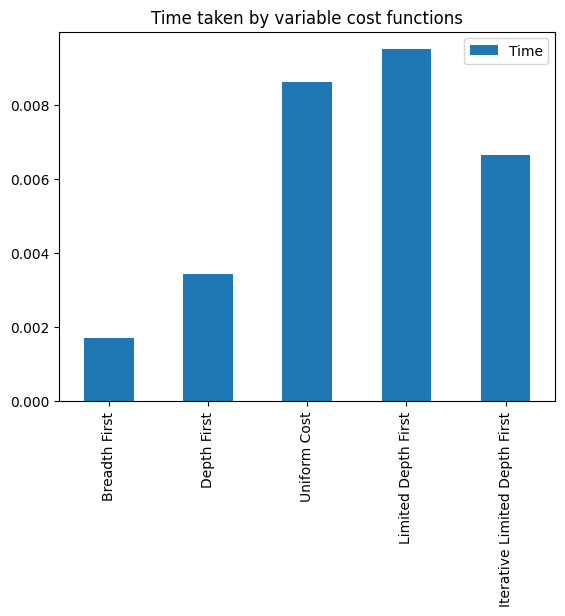 Time taken by variable cost functions
Time
0.008
0.006
0.004
0.002
0.000
Breadth First
Depth First
Uniform Cost
Limited Depth First
Iterative Limited Depth First